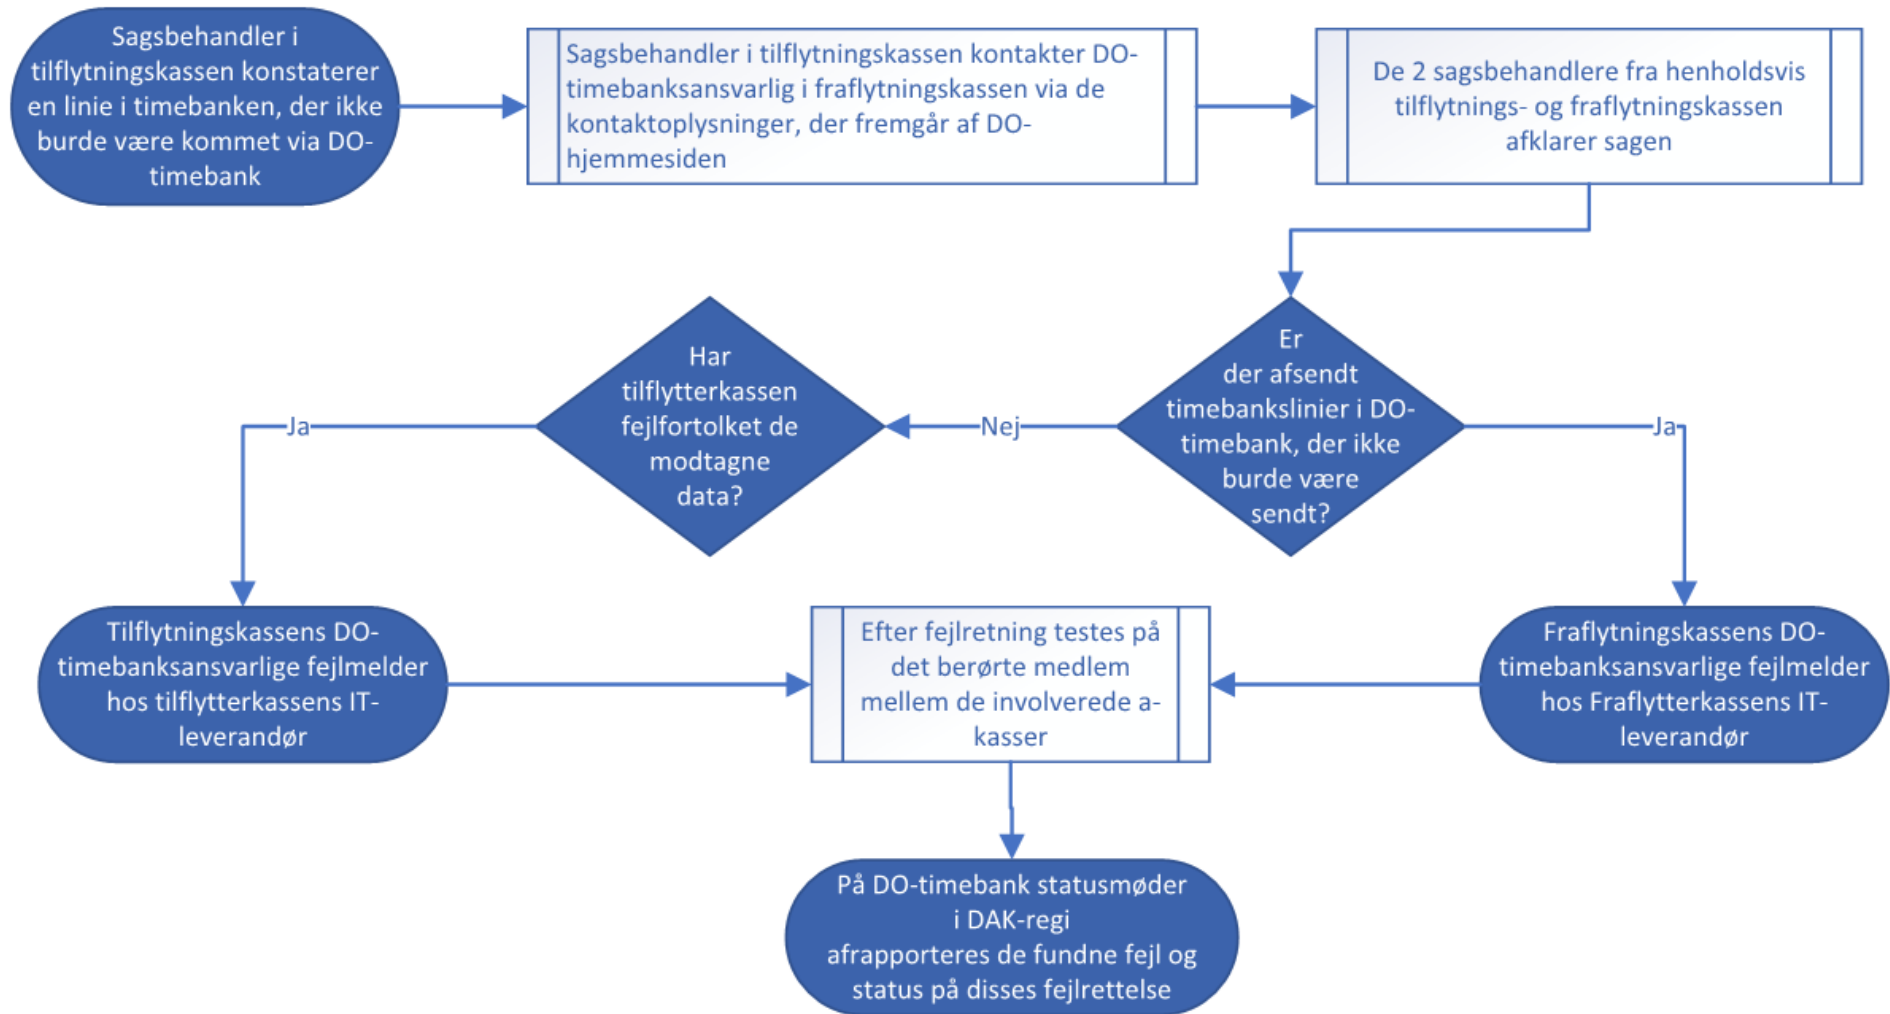 Sagsbehandler i
tilflytningskassen konstaterer
en linie i timebanken, der ikke
burde være kommet via DO-
timebank
Sagsbehandler i tilflytningskassen kontakter DO-
timebanksansvarlig i fraflytningskassen via de
kontaktoplysninger, der fremgår af DO-
hjemmesiden
De 2 sagsbehandlere fra henholdsvis
tilflytnings- og fraflytningskassen
afklarer sagen
Er
der afsendt
timebankslinier i DO-
timebank, der ikke
burde være
sendt?
Nej
Ja
Har
tilflytterkassen
fejlfortolket de
modtagne
data?
Ja
Tilflytningskassens DO-
timebanksansvarlige fejlmelder
hos tilflytterkassens IT-
leverandør
Efter fejlretning testes på
det berørte medlem
mellem de involverede a-
kasser
Fraflytningskassens DO-
timebanksansvarlige fejlmelder
hos Fraflytterkassens IT-
leverandør
På DO-timebank statusmøder
i DAK-regi
afrapporteres de fundne fejl og
status på disses fejlrettelse